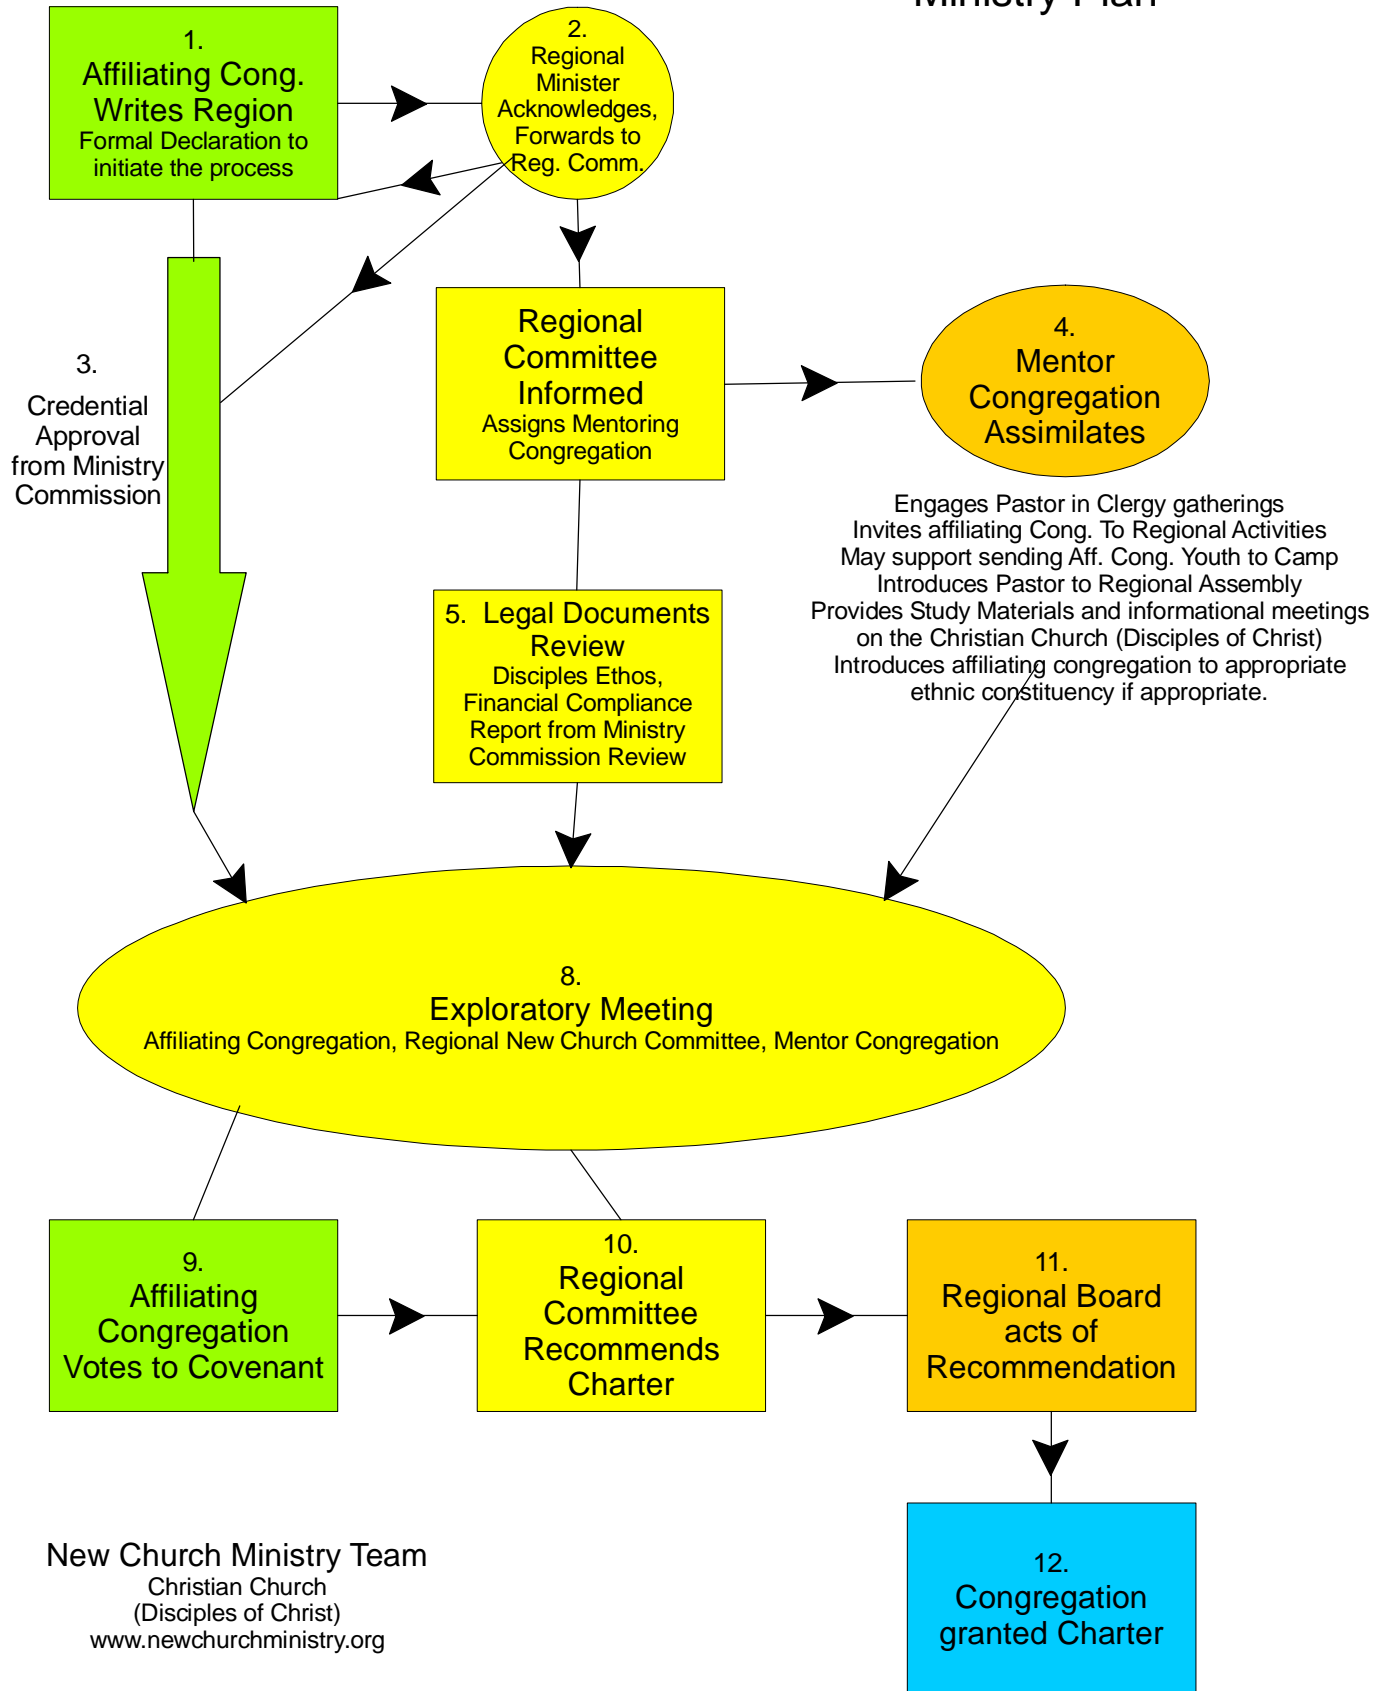 Ministry Plan
1.
Affiliating Cong.
Writes Region
Formal Declaration to
initiate the process
2.
Regional
Minister
Acknowledges,
Forwards to
Reg. Comm.
3.
Credential
Approval
from Ministry
Commission
Regional
Committee
Informed
Assigns Mentoring
Congregation
4.
Mentor
Congregation
Assimilates
Engages Pastor in Clergy gatherings
Invites affiliating Cong. To Regional Activities
May support sending Aff. Cong. Youth to Camp
Introduces Pastor to Regional Assembly
Provides Study Materials and informational meetings
on the Christian Church (Disciples of Christ)
Introduces affiliating congregation to appropriate
ethnic constituency if appropriate.
5. Legal Documents
Review
Disciples Ethos,
Financial Compliance
Report from Ministry
Commission Review
8.
Exploratory Meeting
Affiliating Congregation, Regional New Church Committee, Mentor Congregation
9.
Affiliating
Congregation
Votes to Covenant
10.
Regional
Committee
Recommends
Charter
11.
Regional Board
acts of
Recommendation
12.
Congregation
granted Charter
New Church Ministry Team
Christian Church
(Disciples of Christ)
www.newchurchministry.org